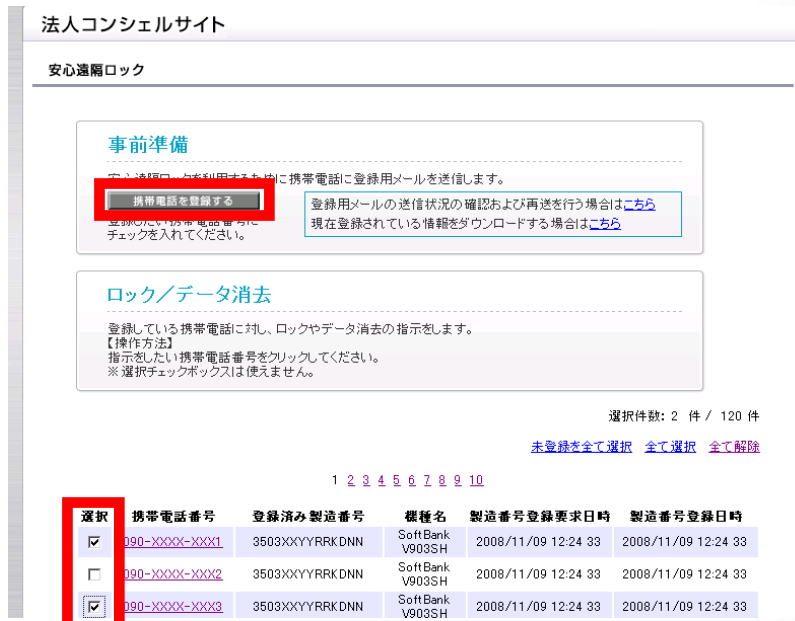 法人コンシェルサイト
安心遠隔ロック
事前準備
安心遠隔ロックを利用するために携帯電話に登録用メールを送信します。
携帯電話を登録する
登録したい携帯電話番号に
チェックを入れてください。
登録用メールの送信状況の確認および再送を行う場合はこちら
現在登録されている情報をダウンロードする場合はこちら
ロック／データ消去
登録している携帯電話に対し、ロックやデータ消去の指示をします。
【操作方法】
指示をしたい携帯電話番号をクリックしてください。
※選択チェックボックスは使えません。
選択件数: 2 件 / 120 件
未登録を全て選択 全て選択 全て解除
1 2 3 4 5 6 7 8 9 10
選択 携帯電話番号 登録済み製造番号 機種名 製造番号登録要求日時 製造番号登録日時
090-XXXX-XXX1 3503XXYYRRKDNN SoftBank V903SH 2008/11/09 12:24 33 2008/11/09 12:24 33
090-XXXX-XXX2 3503XXYYRRKDNN SoftBank V903SH 2008/11/09 12:24 33 2008/11/09 12:24 33
090-XXXX-XXX3 3503XXYYRRKDNN SoftBank V903SH 2008/11/09 12:24 33 2008/11/09 12:24 33